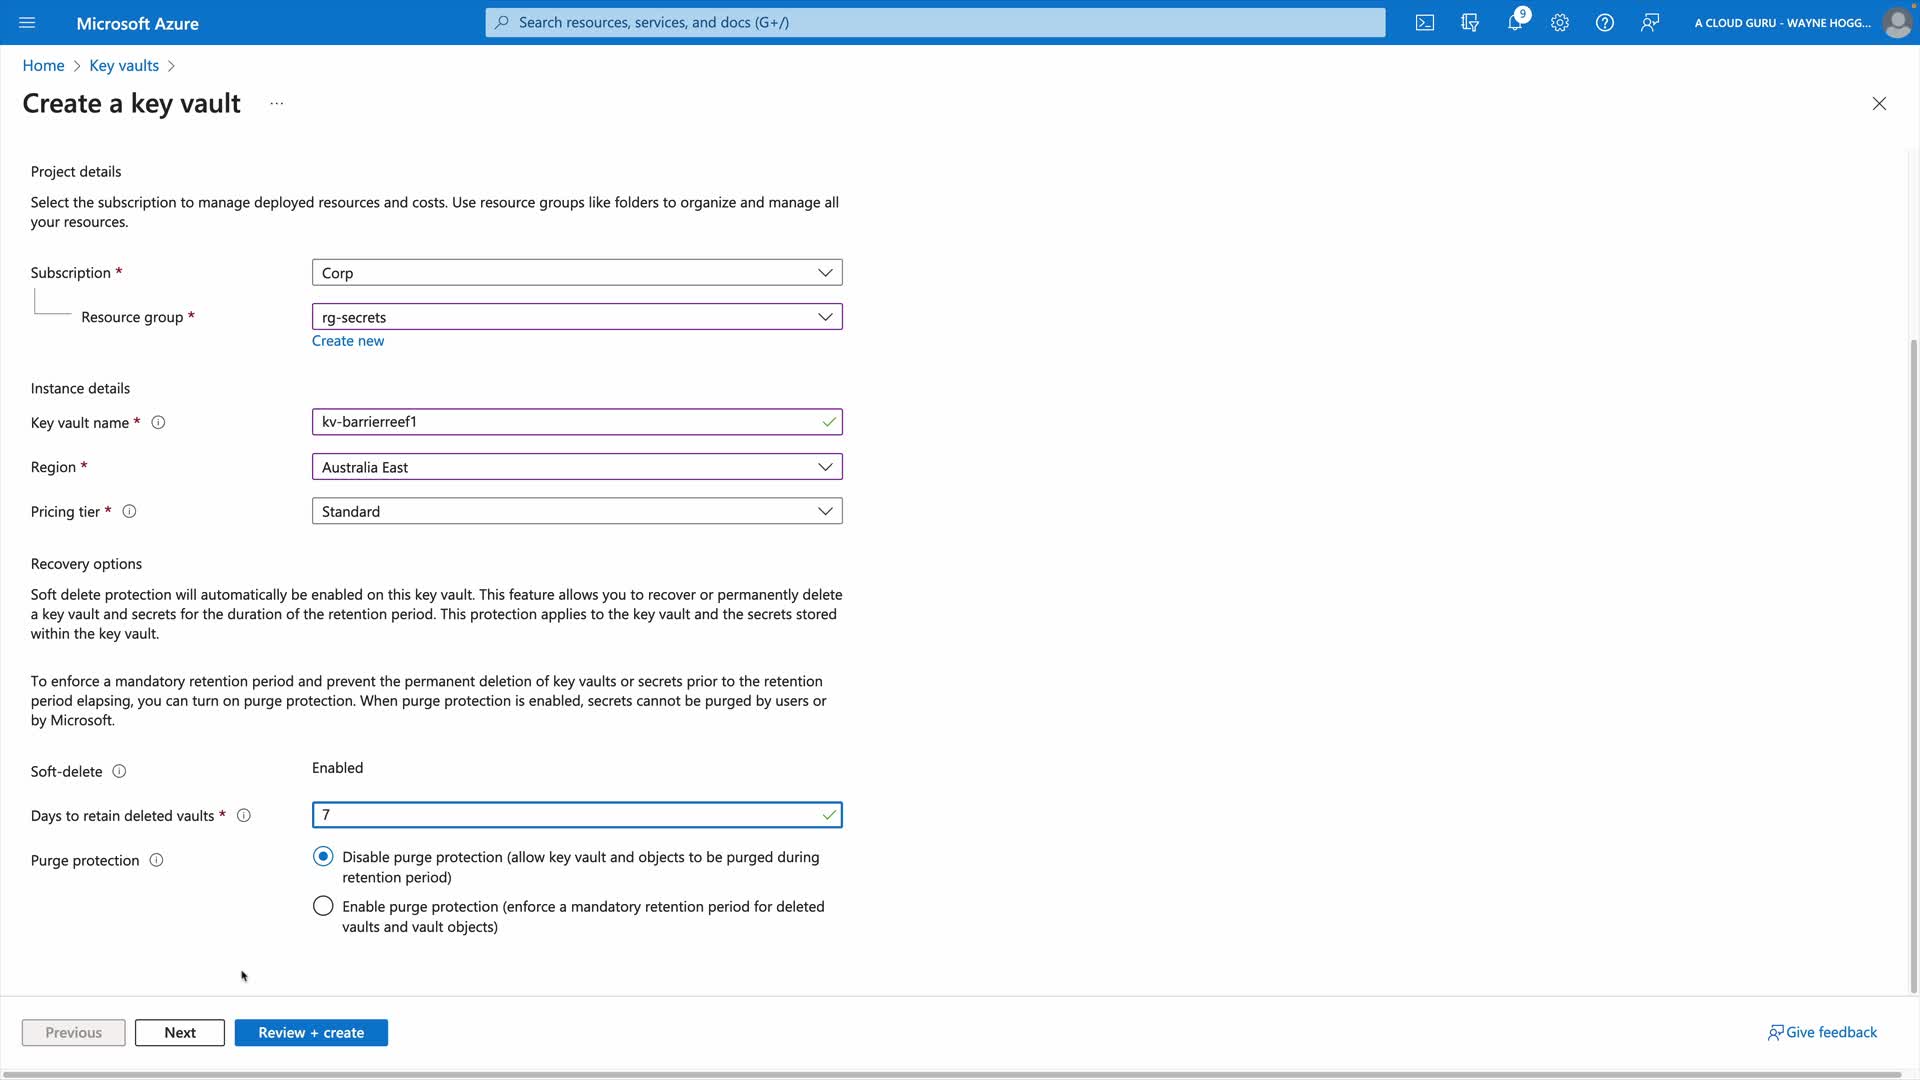 Microsoft Azure
Search resources, services, and docs (G+/)
9
A CLOUD GURU - WAYNE HOGG...
Home > Key vaults >
Create a key vault ...
Project details
Select the subscription to manage deployed resources and costs. Use resource groups like folders to organize and manage all
your resources.
Subscription * Corp
Resource group * rg-secrets
Create new
Instance details
Key vault name * kv-barrierreef1
Region * Australia East
Pricing tier * Standard
Recovery options
Soft delete protection will automatically be enabled on this key vault. This feature allows you to recover or permanently delete
a key vault and secrets for the duration of the retention period. This protection applies to the key vault and the secrets stored
within the key vault.
To enforce a mandatory retention period and prevent the permanent deletion of key vaults or secrets prior to the retention
period elapsing, you can turn on purge protection. When purge protection is enabled, secrets cannot be purged by users or
by Microsoft.
Soft-delete Enabled
Days to retain deleted vaults * 7
Purge protection Disable purge protection (allow key vault and objects to be purged during
retention period)
Enable purge protection (enforce a mandatory retention period for deleted
vaults and vault objects)
Previous Next Review + create Give feedback